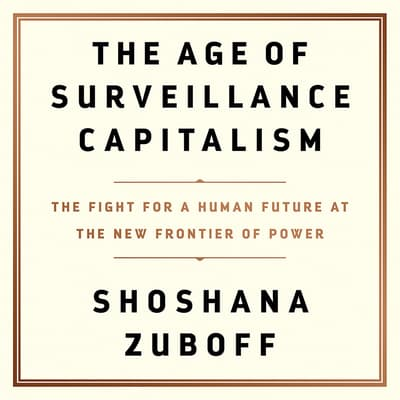 THE AGE OF
SURVEILLANCE
CAPITALISM
THE FIGHT FOR A HUMAN FUTURE AT
THE NEW FRONTIER OF POWER
SHOSHANA
ZUBOFF